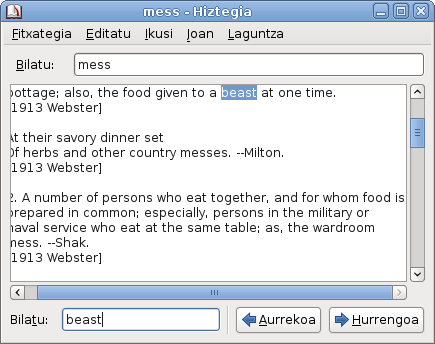 mess - Hiztegia
Fitxategia Editatu Ikusi Joan Laguntza
Bilatu: mess
pottage; also, the food given to a beast at one time.
[1913 Webster]
At their savory dinner set
Of herbs and other country messes. --Milton.
[1913 Webster]
2. A number of persons who eat together, and for whom food is
prepared in common; especially, persons in the military or
naval service who eat at the same table; as, the wardroom
mess. --Shak.
[1913 Webster]
Bilatu: beast Aurrekoa Hurrengoa